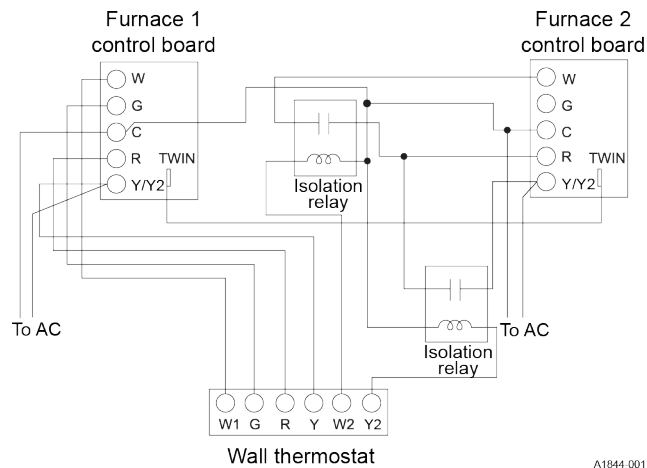 Furnace 1
control board
Furnace 2
control board
W
G
C
R TWIN
Y/Y2
W
G
C
R TWIN
Y/Y2
Isolation
relay
To AC
To AC
Isolation
relay
W1 G R Y W2 Y2
Wall thermostat
A1844-001